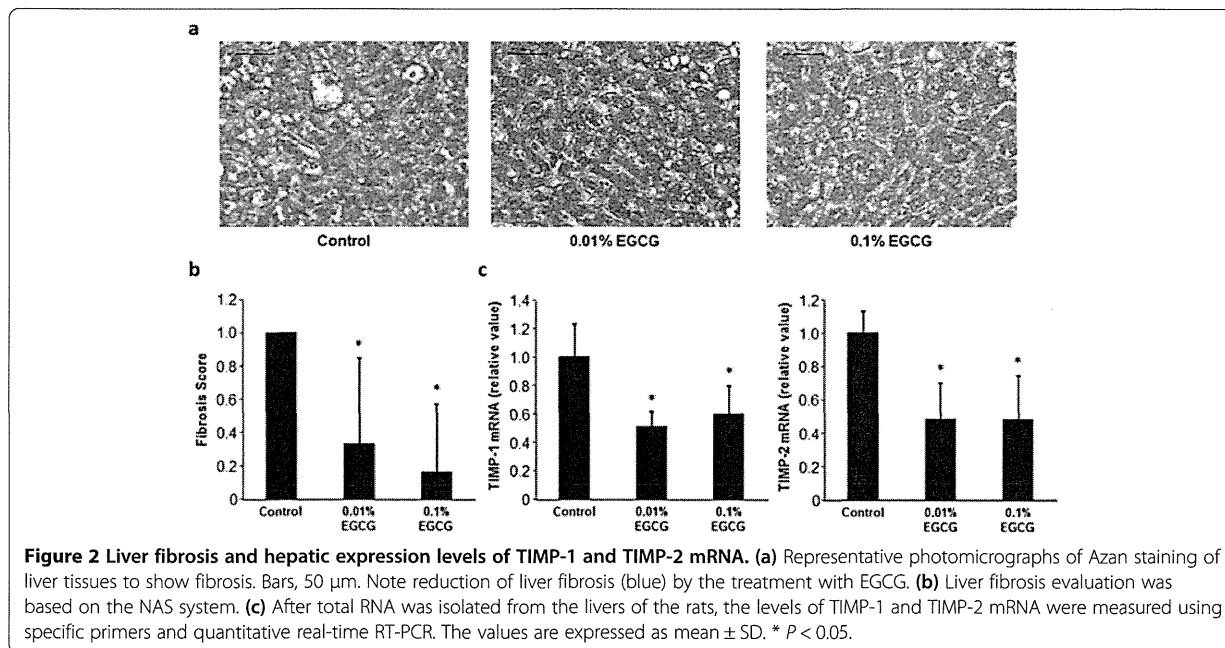 a
Control
0.01% EGCG
0.1% EGCG
b
Fibrosis Score
1.2
1.0
0.8
0.6
0.4
0.2
0
*
*
Control
0.01% EGCG
0.1% EGCG
c
TIMP-1 mRNA (relative value)
1.4
1.2
1.0
0.8
0.6
0.4
0.2
0
*
*
Control
0.01% EGCG
0.1% EGCG
TIMP-2 mRNA (relative value)
1.2
1.0
0.8
0.6
0.4
0.2
0
*
*
Control
0.01% EGCG
0.1% EGCG
Figure 2 Liver fibrosis and hepatic expression levels of TIMP-1 and TIMP-2 mRNA. (a) Representative photomicrographs of Azan staining of
liver tissues to show fibrosis. Bars, 50 μm. Note reduction of liver fibrosis (blue) by the treatment with EGCG. (b) Liver fibrosis evaluation was
based on the NAS system. (c) After total RNA was isolated from the livers of the rats, the levels of TIMP-1 and TIMP-2 mRNA were measured using
specific primers and quantitative real-time RT-PCR. The values are expressed as mean ± SD. * P < 0.05.